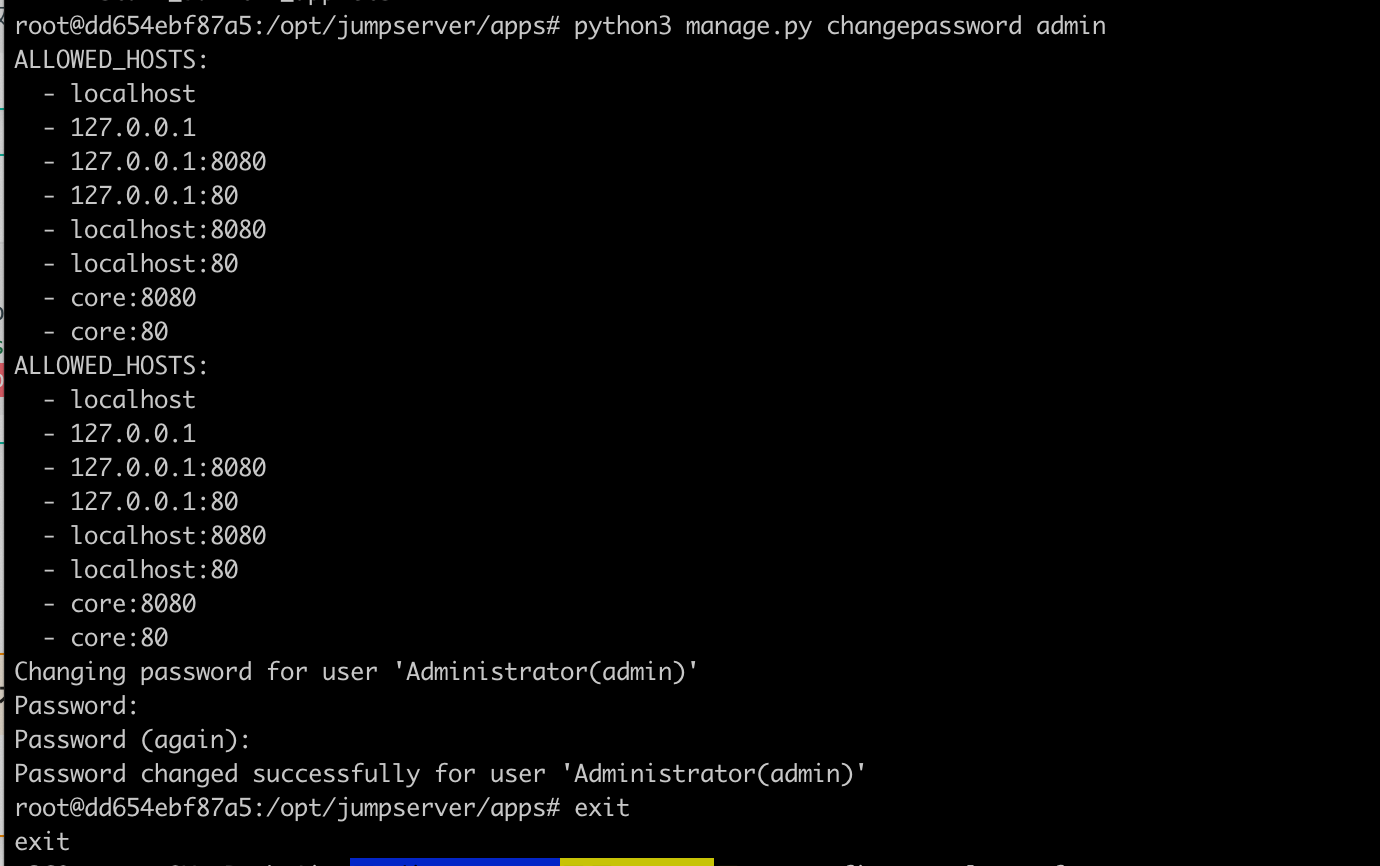 root@dd654ebf87a5:/opt/jumpserver/apps# python3 manage.py changepassword admin
ALLOWED_HOSTS:
  - localhost
  - 127.0.0.1
  - 127.0.0.1:8080
  - 127.0.0.1:80
  - localhost:8080
  - localhost:80
  - core:8080
  - core:80
ALLOWED_HOSTS:
  - localhost
  - 127.0.0.1
  - 127.0.0.1:8080
  - 127.0.0.1:80
  - localhost:8080
  - localhost:80
  - core:8080
  - core:80
Changing password for user 'Administrator(admin)'
Password:
Password (again):
Password changed successfully for user 'Administrator(admin)'
root@dd654ebf87a5:/opt/jumpserver/apps# exit
exit